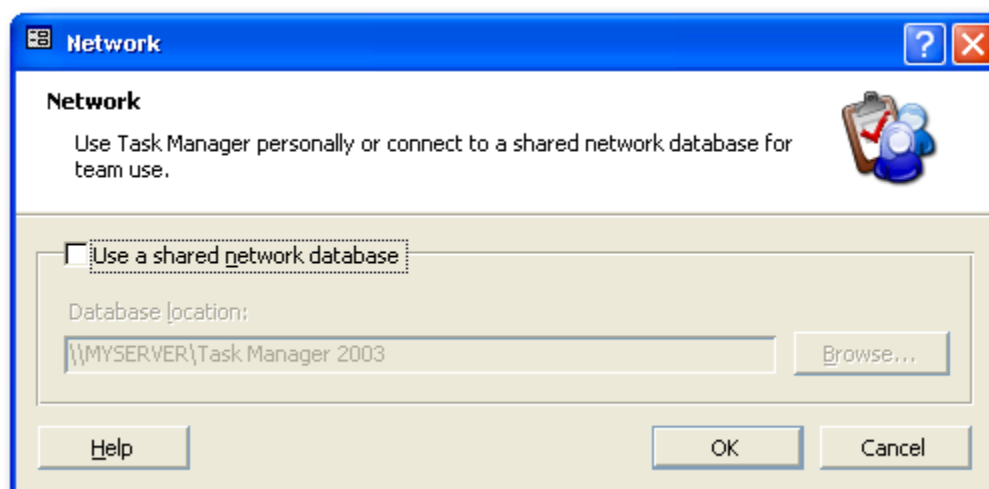 Network
Network
Use Task Manager personally or connect to a shared network database for
team use.
Use a shared network database
Database location:
\\MYSERVER\Task Manager 2003
Browse...
Help
OK
Cancel